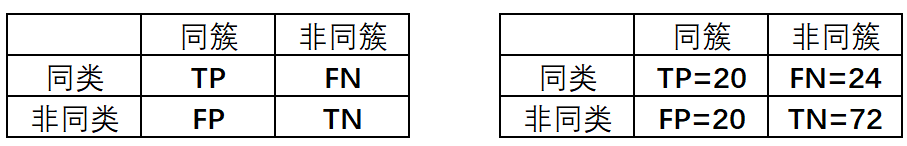 同簇 非同簇
同类 TP FN
非同类 FP TN
同簇 非同簇
同类 TP=20 FN=24
非同类 FP=20 TN=72